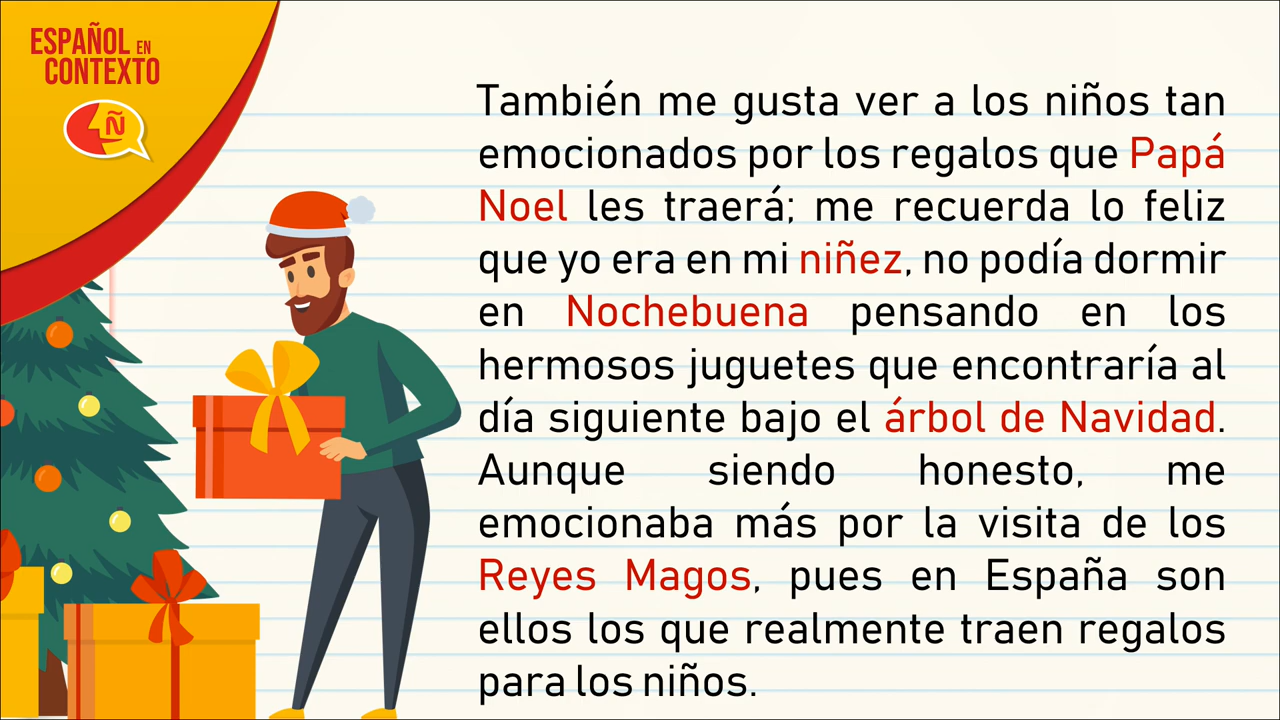 ESPAÑOL EN
CONTEXTO
Ñ
También me gusta ver a los niños tan
emocionados por los regalos que Papá
Noel les traerá; me recuerda lo feliz
que yo era en mi niñez, no podía dormir
en Nochebuena pensando en los
hermosos juguetes que encontraría al
día siguiente bajo el árbol de Navidad.
Aunque siendo honesto, me
emocionaba más por la visita de los
Reyes Magos, pues en España son
ellos los que realmente traen regalos
para los niños.